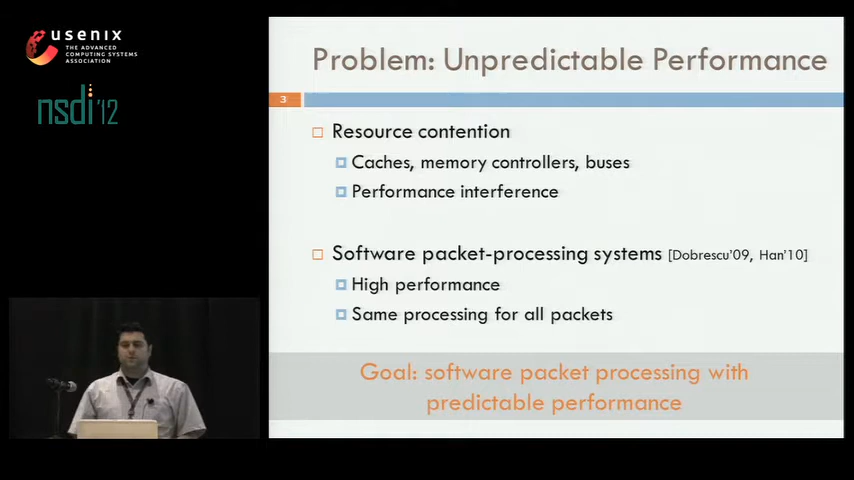 usenix
THE ADVANCED
COMPUTING SYSTEMS
ASSOCIATION
nsdi '12
Problem: Unpredictable Performance
3
Resource contention
Caches, memory controllers, buses
Performance interference
Software packet-processing systems [Dobrescu'09, Han'10]
High performance
Same processing for all packets
Goal: software packet processing with
predictable performance